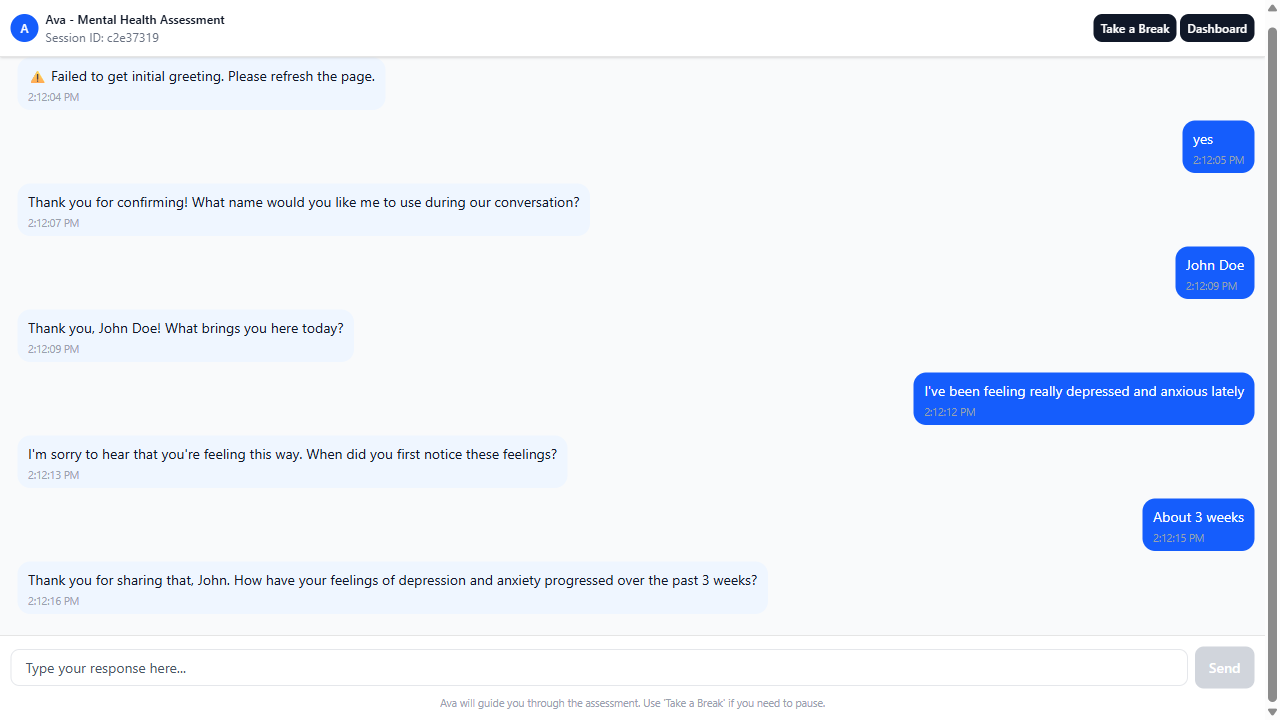 A
Ava - Mental Health Assessment
Session ID: c2e37319
Take a Break
Dashboard
⚠️ Failed to get initial greeting. Please refresh the page.
2:12:04 PM
yes
2:12:05 PM
Thank you for confirming! What name would you like me to use during our conversation?
2:12:07 PM
John Doe
2:12:09 PM
Thank you, John Doe! What brings you here today?
2:12:09 PM
I've been feeling really depressed and anxious lately
2:12:12 PM
I'm sorry to hear that you're feeling this way. When did you first notice these feelings?
2:12:13 PM
About 3 weeks
2:12:15 PM
Thank you for sharing that, John. How have your feelings of depression and anxiety progressed over the past 3 weeks?
2:12:16 PM
Type your response here...
Send
Ava will guide you through the assessment. Use 'Take a Break' if you need to pause.